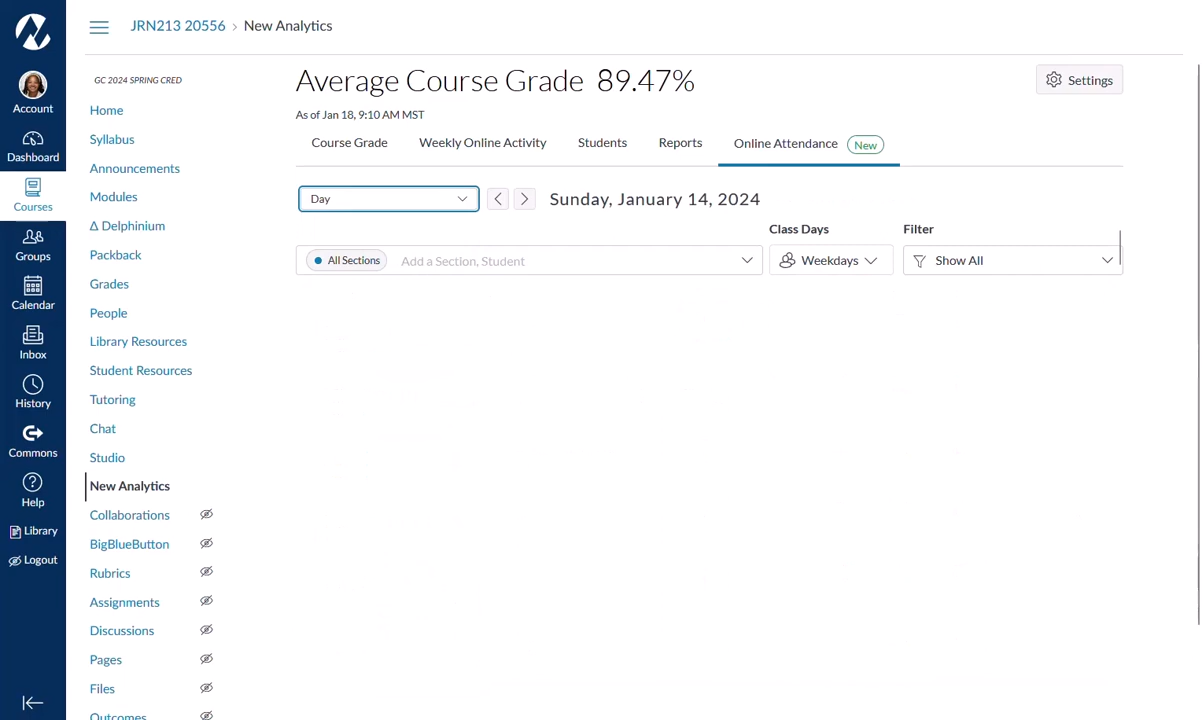 JRN213 20556 › New Analytics
GC 2024 SPRING CRED
Account
Dashboard
Courses
Groups
Calendar
Inbox
History
Commons
Help
Library
Logout
Home
Syllabus
Announcements
Modules
Δ Delphinium
Packback
Grades
People
Library Resources
Student Resources
Tutoring
Chat
Studio
New Analytics
Collaborations
BigBlueButton
Rubrics
Assignments
Discussions
Pages
Files
Outcomes
Average Course Grade 89.47%
Settings
As of Jan 18, 9:10 AM MST
Course Grade Weekly Online Activity Students Reports Online Attendance New
Day Sunday, January 14, 2024
Class Days Filter
All Sections Add a Section, Student Weekdays Show All